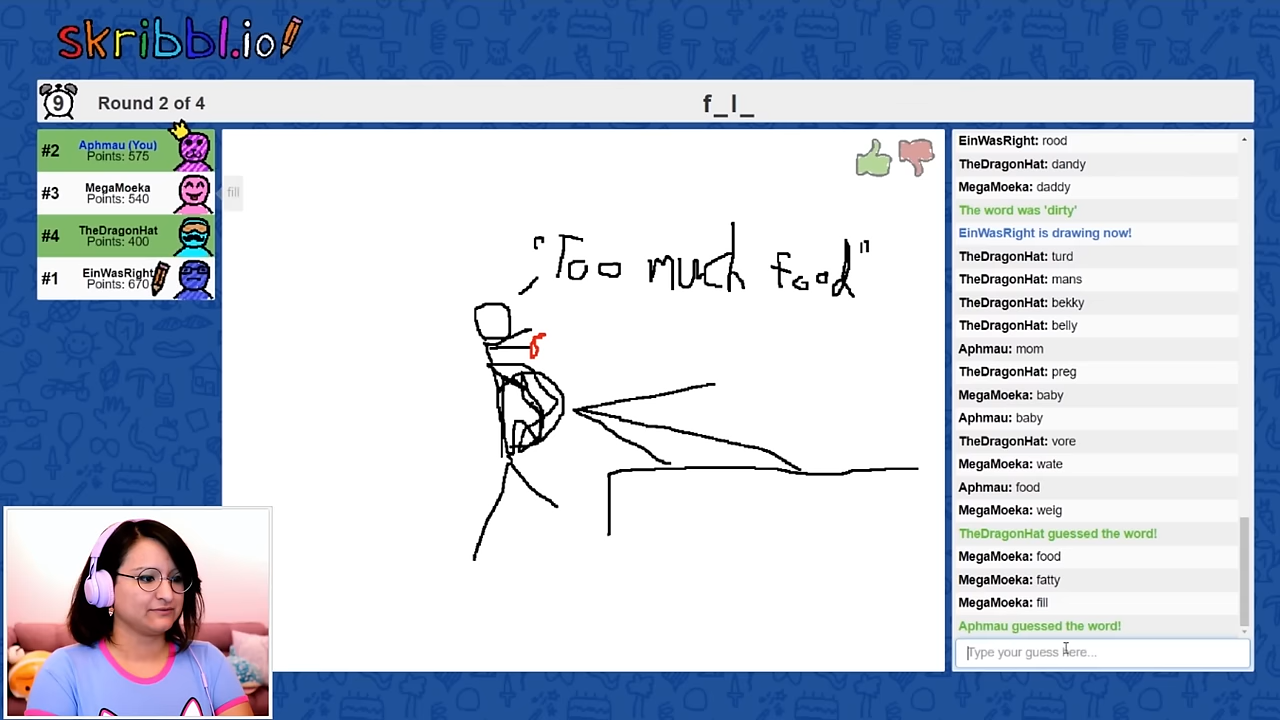 skribbl.io
9
Round 2 of 4
f_l_
#2
Aphmau (You)
Points: 575
#3
MegaMoeka
Points: 540
fill
#4
TheDragonHat
Points: 400
#1
EinWasRight
Points: 670
"Too much food"
EinWasRight: rood
TheDragonHat: dandy
MegaMoeka: daddy
The word was 'dirty'
EinWasRight is drawing now!
TheDragonHat: turd
TheDragonHat: mans
TheDragonHat: bekky
TheDragonHat: belly
Aphmau: mom
TheDragonHat: preg
MegaMoeka: baby
Aphmau: baby
TheDragonHat: vore
MegaMoeka: wate
Aphmau: food
MegaMoeka: weig
TheDragonHat guessed the word!
MegaMoeka: food
MegaMoeka: fatty
MegaMoeka: fill
Aphmau guessed the word!
Type your guess here...